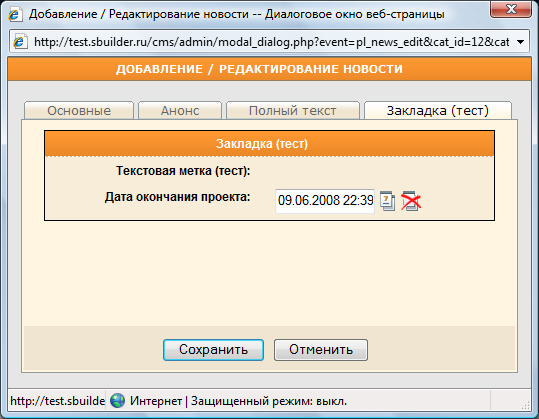 Добавление / Редактирование новости -- Диалоговое окно веб-страницы
http://test.sbuilder.ru/cms/admin/modal_dialog.php?event=pl_news_edit&cat_id=12&cat
ДОБАВЛЕНИЕ / РЕДАКТИРОВАНИЕ НОВОСТИ
Основные Анонс Полный текст Закладка (тест)
Закладка (тест)
Текстовая метка (тест):
Дата окончания проекта: 09.06.2008 22:39
Сохранить Отменить
http://test.sbuilde Интернет | Защищенный режим: выкл.